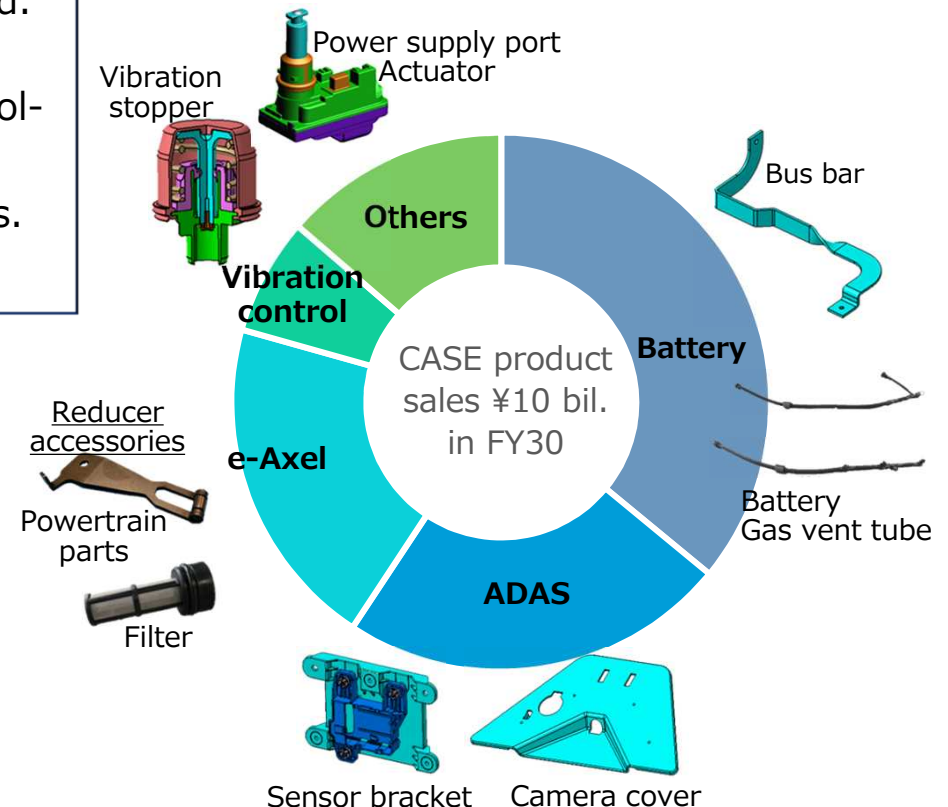 d.
ol-
s.
Power supply port
Actuator
Vibration
stopper
Bus bar
Others
Vibration
control
Battery
CASE product
sales ¥10 bil.
in FY30
Reducer
accessories
e-Axel
Powertrain
parts
Battery
Gas vent tube
ADAS
Filter
Sensor bracket
Camera cover